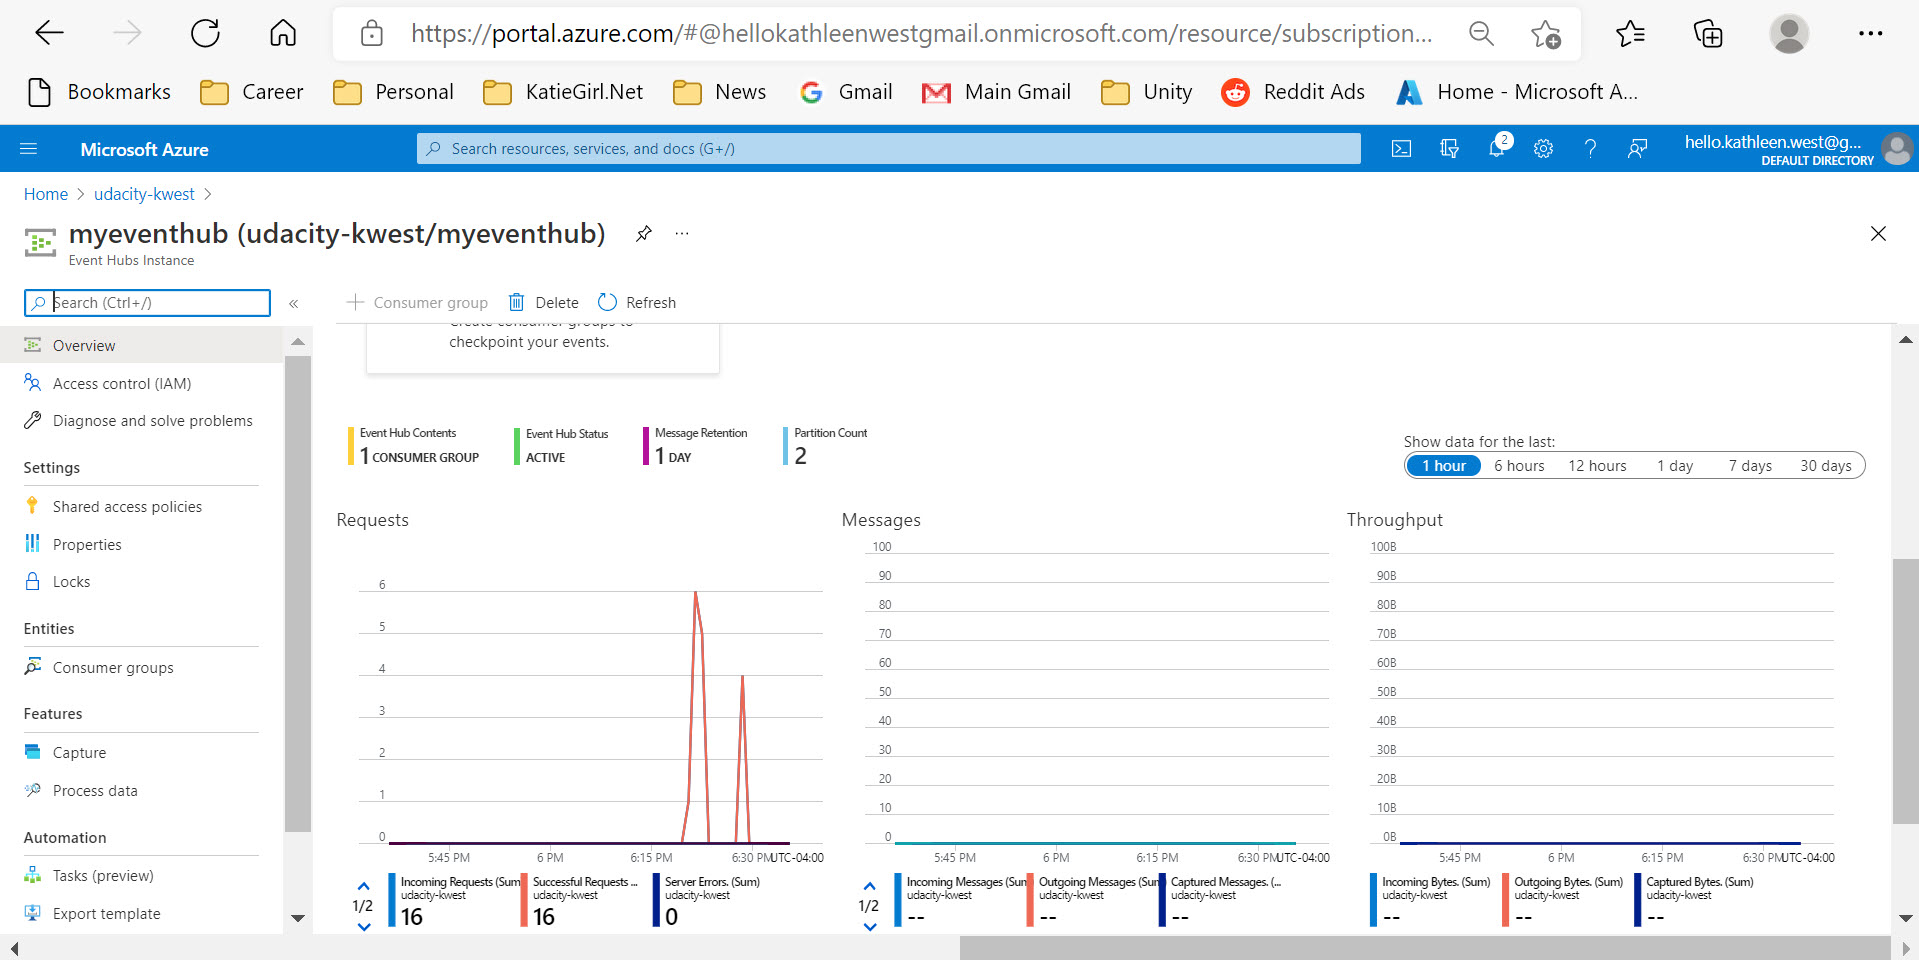 https://portal.azure.com/#@hellokathleenwestgmail.onmicrosoft.com/resource/subscription...
Bookmarks Career Personal KatieGirl.Net News Gmail Main Gmail Unity Reddit Ads Home - Microsoft A...
Microsoft Azure
Search resources, services, and docs (G+/)
2
hello.kathleen.west@g...
DEFAULT DIRECTORY
Home > udacity-kwest >
myeventhub (udacity-kwest/myeventhub) ...
Event Hubs Instance
Search (Ctrl+/) «
Overview
Access control (IAM)
Diagnose and solve problems
Settings
Shared access policies
Properties
Locks
Entities
Consumer groups
Features
Capture
Process data
Automation
Tasks (preview)
Export template
+ Consumer group Delete Refresh
Create consumer groups to
checkpoint your events.
Event Hub Contents
1 CONSUMER GROUP
Event Hub Status
ACTIVE
Message Retention
1 DAY
Partition Count
2
Show data for the last:
1 hour 6 hours 12 hours 1 day 7 days 30 days
Requests
6
5
4
3
2
1
0
5:45 PM 6 PM 6:15 PM 6:30 PM UTC-04:00
1/2
Incoming Requests (Sum
udacity-kwest
16
Successful Requests ...
udacity-kwest
16
Server Errors. (Sum)
udacity-kwest
0
Messages
100
90
80
70
60
50
40
30
20
10
0
5:45 PM 6 PM 6:15 PM 6:30 PM UTC-04:00
1/2
Incoming Messages (Sum
udacity-kwest
--
Outgoing Messages (Sum
udacity-kwest
--
Captured Messages. (...
udacity-kwest
--
Throughput
100B
90B
80B
70B
60B
50B
40B
30B
20B
10B
0B
5:45 PM 6 PM 6:15 PM 6:30 PM UTC-04:00
Incoming Bytes. (Sum)
udacity-kwest
--
Outgoing Bytes. (Sum)
udacity-kwest
--
Captured Bytes. (Sum)
udacity-kwest
--